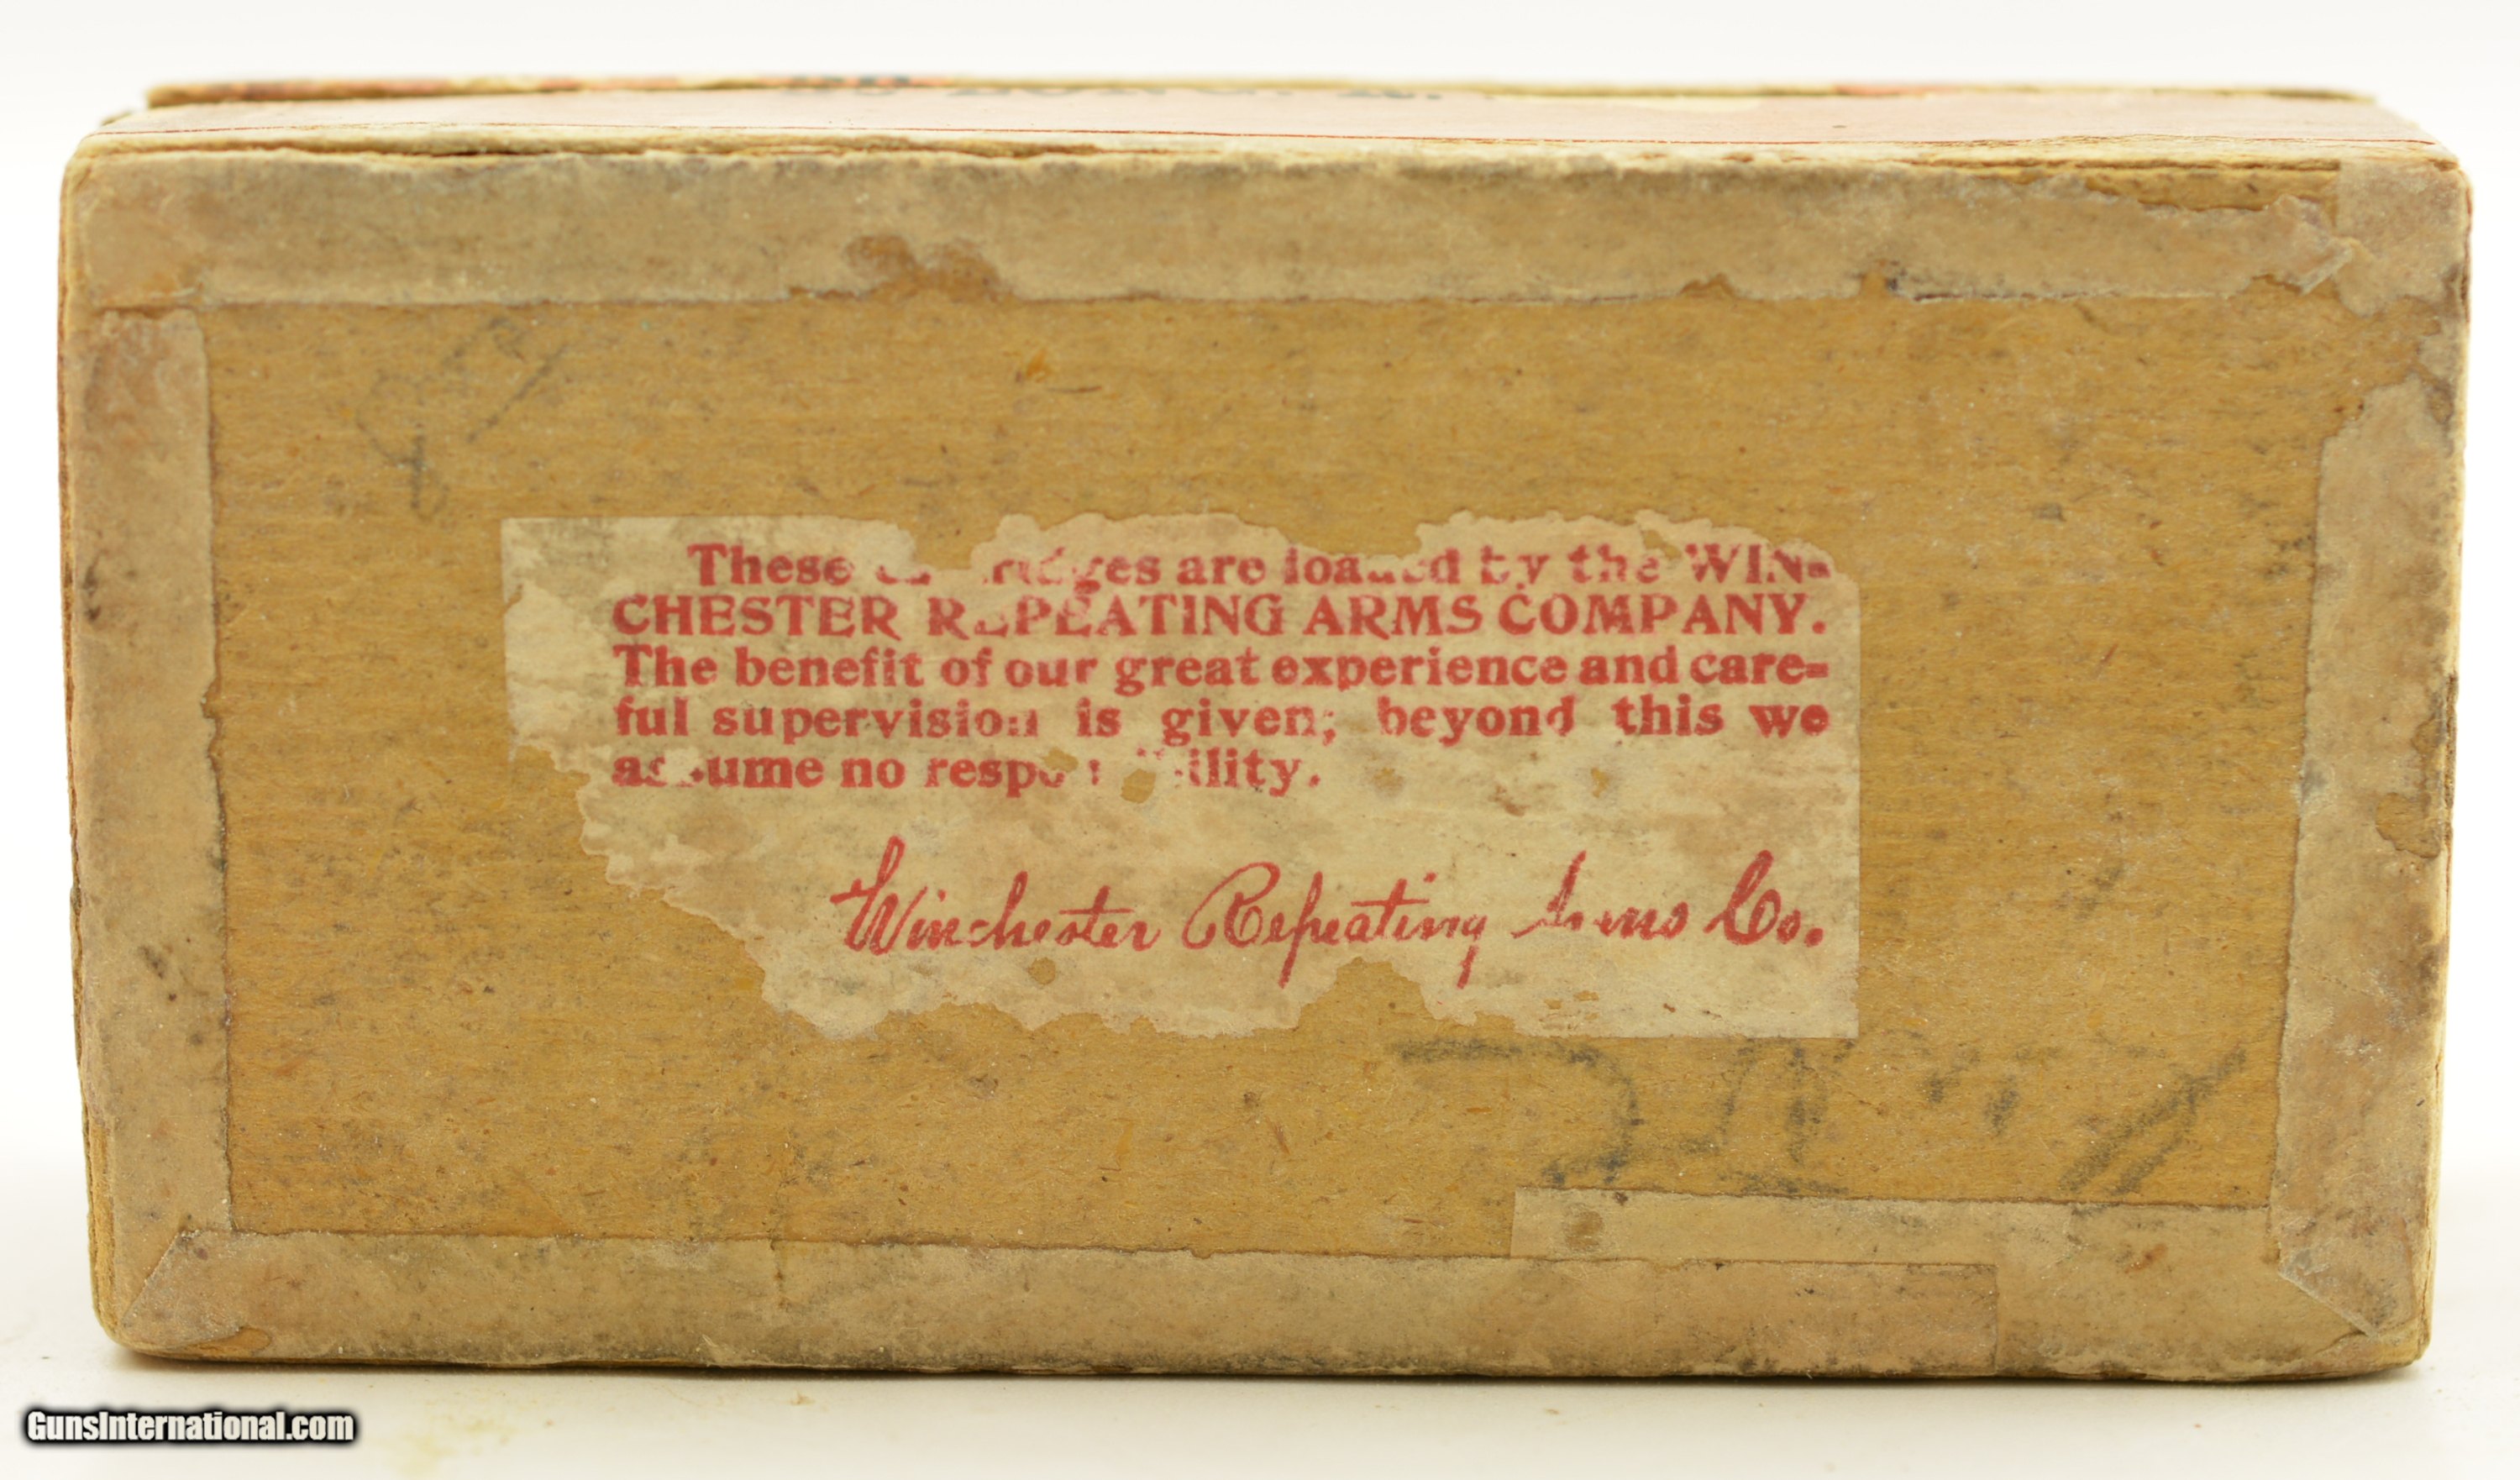 These cartridges are loaded by the WIN-
CHESTER REPEATING ARMS COMPANY.
The benefit of our great experience and care-
ful supervision is given; beyond this we
assume no responsibility.
Winchester Repeating Arms Co.
GunsInternational.com